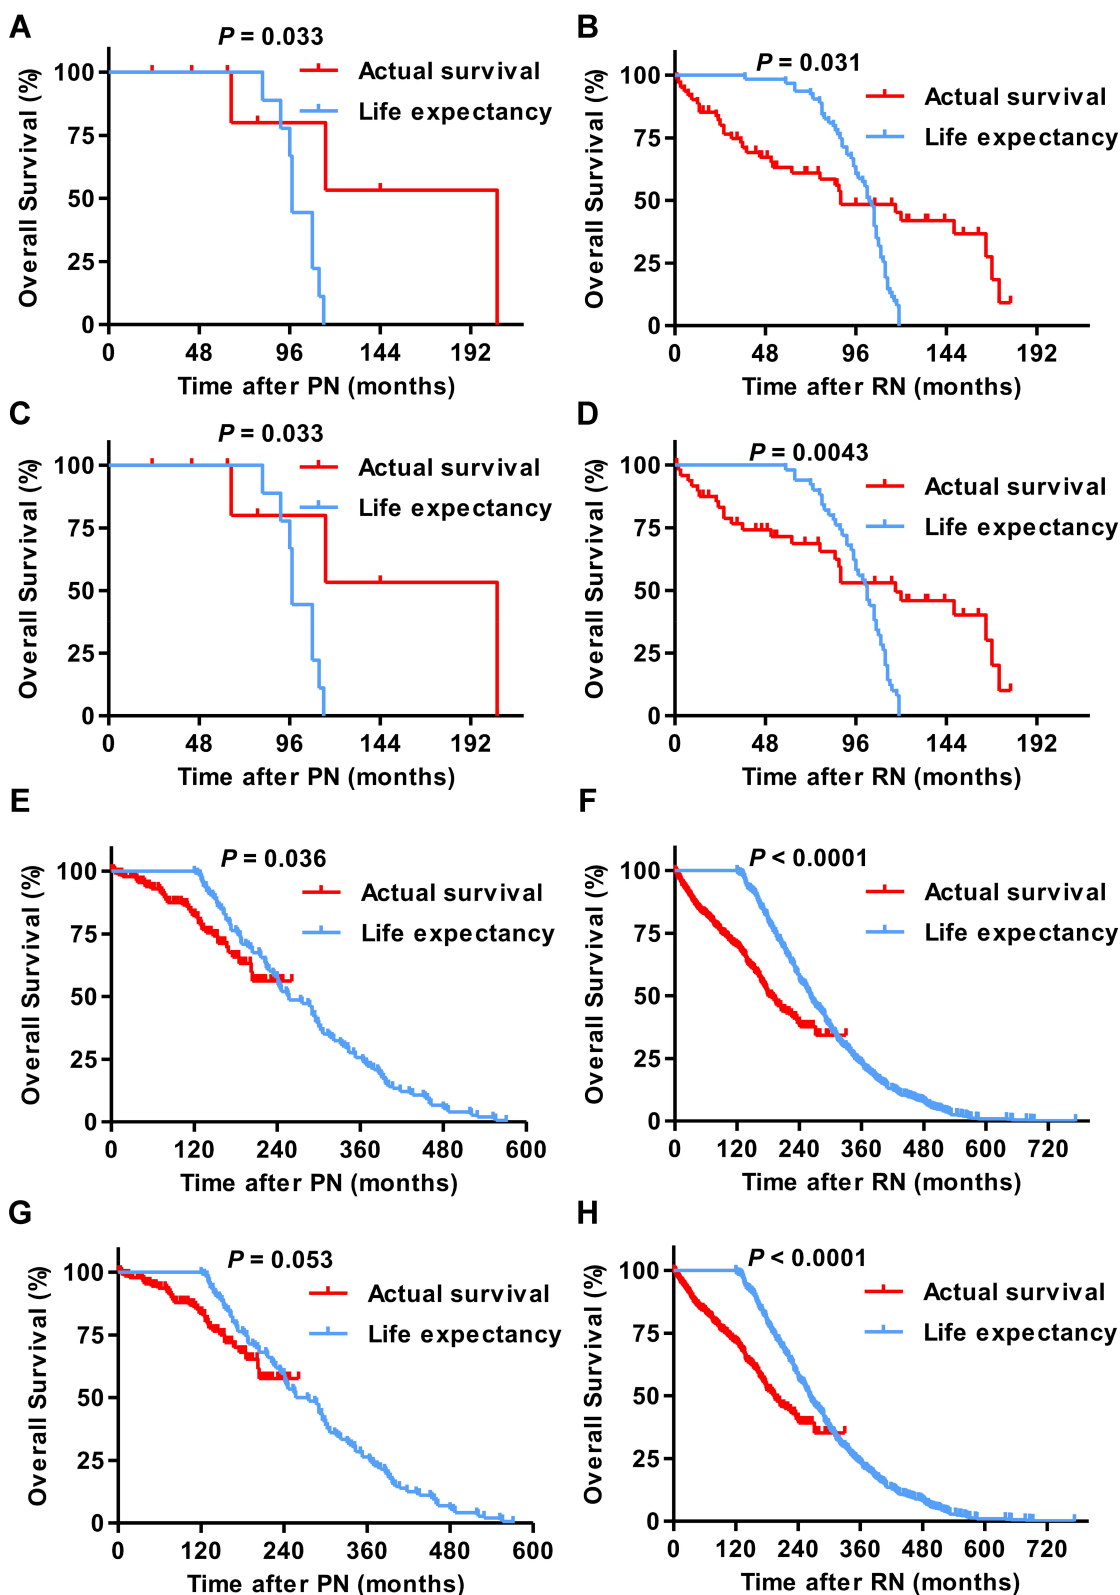 A
P = 0.033
Actual survival
Life expectancy
Overall Survival (%)
100
75
50
25
0
0 48 96 144 192
Time after PN (months)
B
P = 0.031
Actual survival
Life expectancy
Overall Survival (%)
100
75
50
25
0
0 48 96 144 192
Time after RN (months)
C
P = 0.033
Actual survival
Life expectancy
Overall Survival (%)
100
75
50
25
0
0 48 96 144 192
Time after PN (months)
D
P = 0.0043
Actual survival
Life expectancy
Overall Survival (%)
100
75
50
25
0
0 48 96 144 192
Time after RN (months)
E
P = 0.036
Actual survival
Life expectancy
Overall Survival (%)
100
75
50
25
0
0 120 240 360 480 600
Time after PN (months)
F
P < 0.0001
Actual survival
Life expectancy
Overall Survival (%)
100
75
50
25
0
0 120 240 360 480 600 720
Time after RN (months)
G
P = 0.053
Actual survival
Life expectancy
Overall Survival (%)
100
75
50
25
0
0 120 240 360 480 600
Time after PN (months)
H
P < 0.0001
Actual survival
Life expectancy
Overall Survival (%)
100
75
50
25
0
0 120 240 360 480 600 720
Time after RN (months)